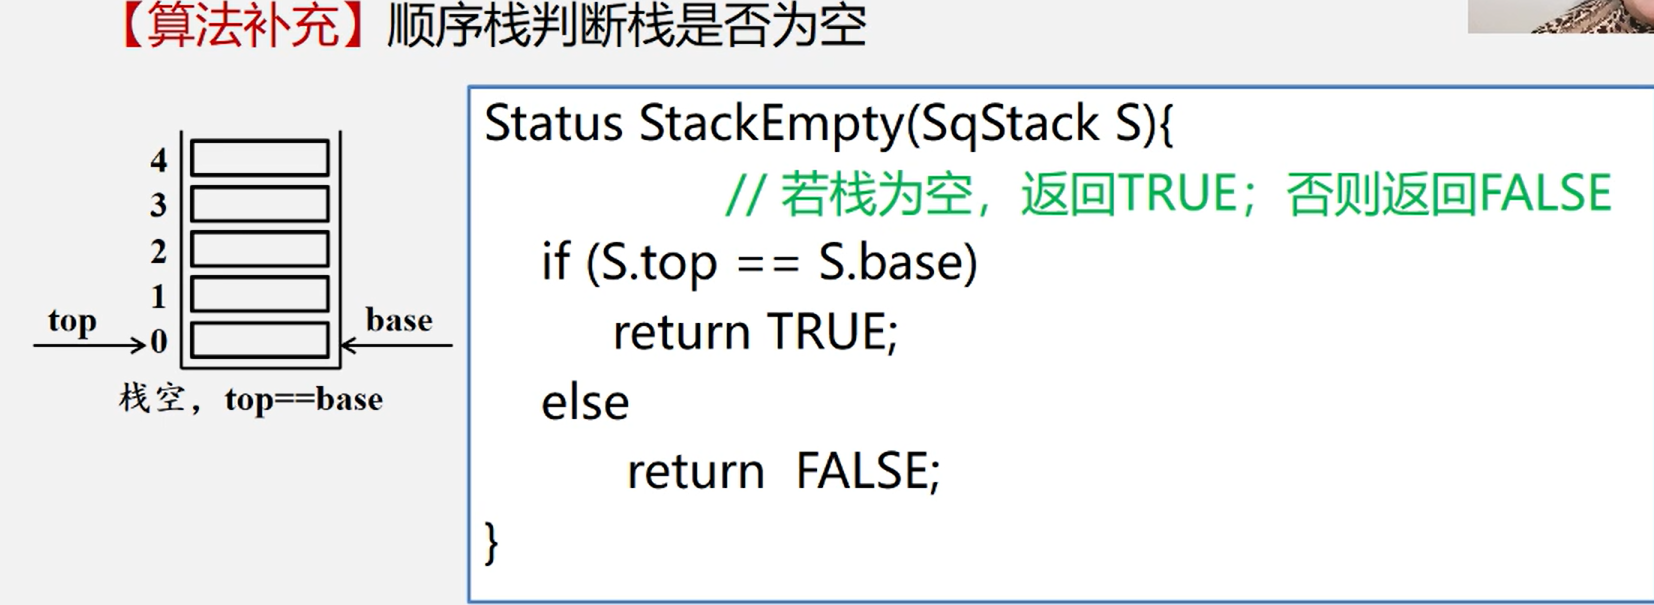 【算法补充】顺序栈判断栈是否为空
4
3
2
1
0
top
base
栈空，top==base
Status StackEmpty(SqStack S){
// 若栈为空，返回TRUE；否则返回FALSE
if (S.top == S.base)
return TRUE;
else
return FALSE;
}